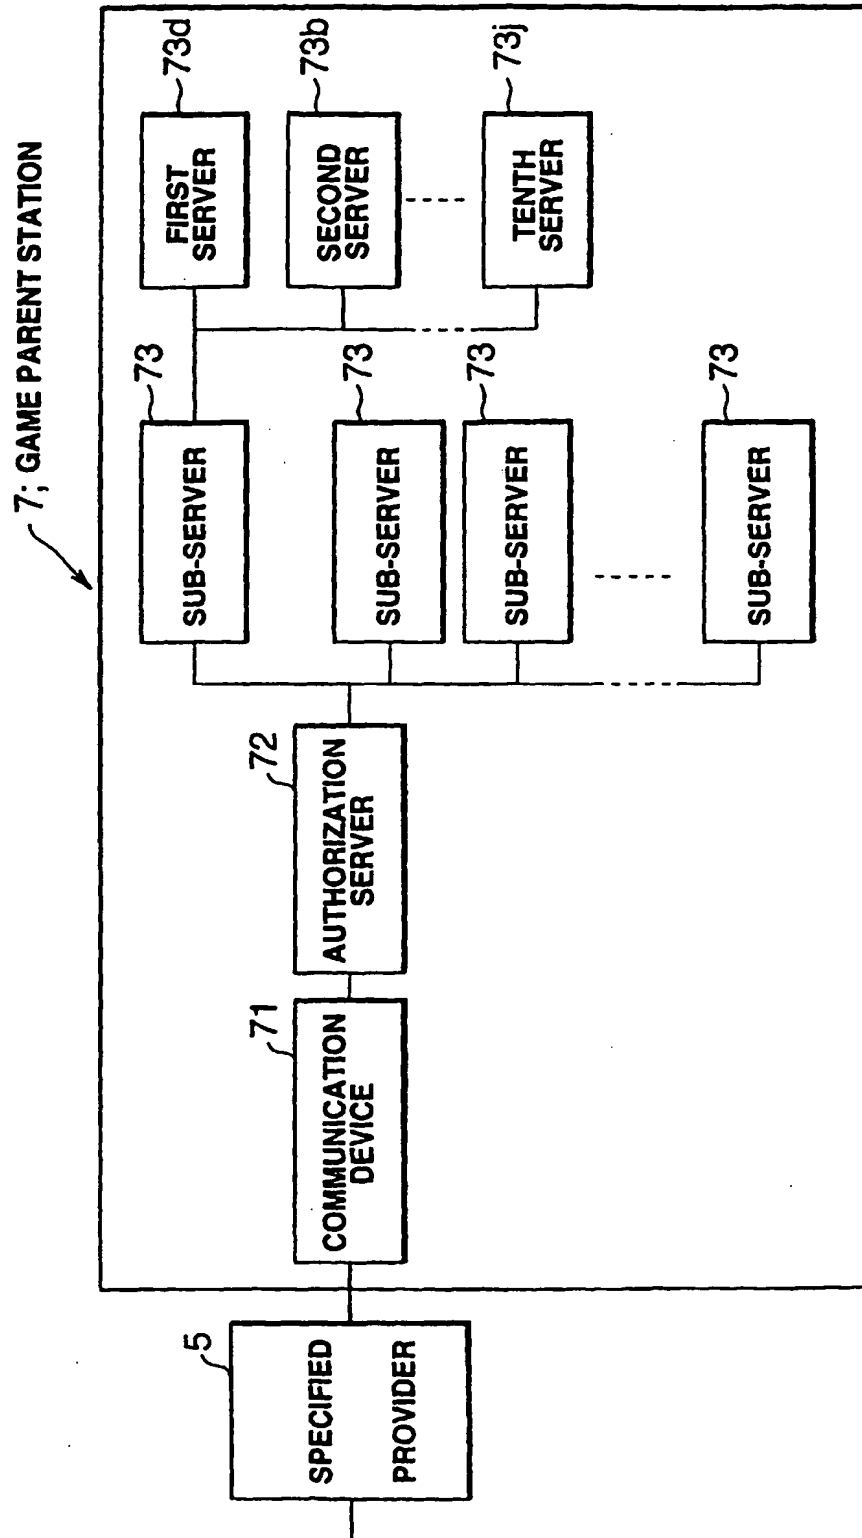 7; GAME PARENT STATION
5
SPECIFIED
PROVIDER
71
COMMUNICATION
DEVICE
72
AUTHORIZATION
SERVER
73
SUB-SERVER
73
SUB-SERVER
73
SUB-SERVER
73
SUB-SERVER
73d
FIRST
SERVER
73b
SECOND
SERVER
73j
TENTH
SERVER